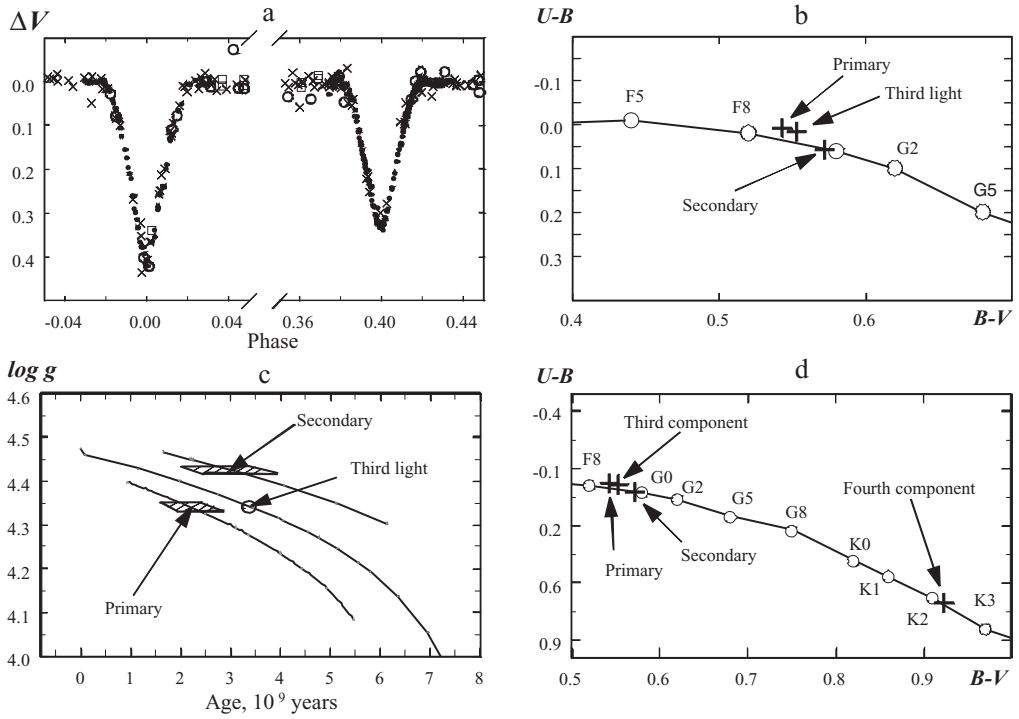 ΔV
a
0.0
0.1
0.2
0.3
0.4
-0.04
0.00
0.04
0.36
0.40
0.44
Phase
U-B
b
-0.1
0.0
0.1
0.2
0.3
F5
F8
Primary
Third light
G2
Secondary
G5
0.4
0.5
0.6
B-V
log g
c
4.6
4.5
4.4
4.3
4.2
4.1
4.0
Secondary
Third light
Primary
0
1
2
3
4
5
6
7
8
Age, 10 9 years
U-B
d
-0.4
-0.1
0.2
0.6
0.9
Third component
F8
G0
G2
G5
G8
Fourth component
Primary
Secondary
K0
K1
K2
K3
0.5
0.6
0.7
0.8
0.9
B-V